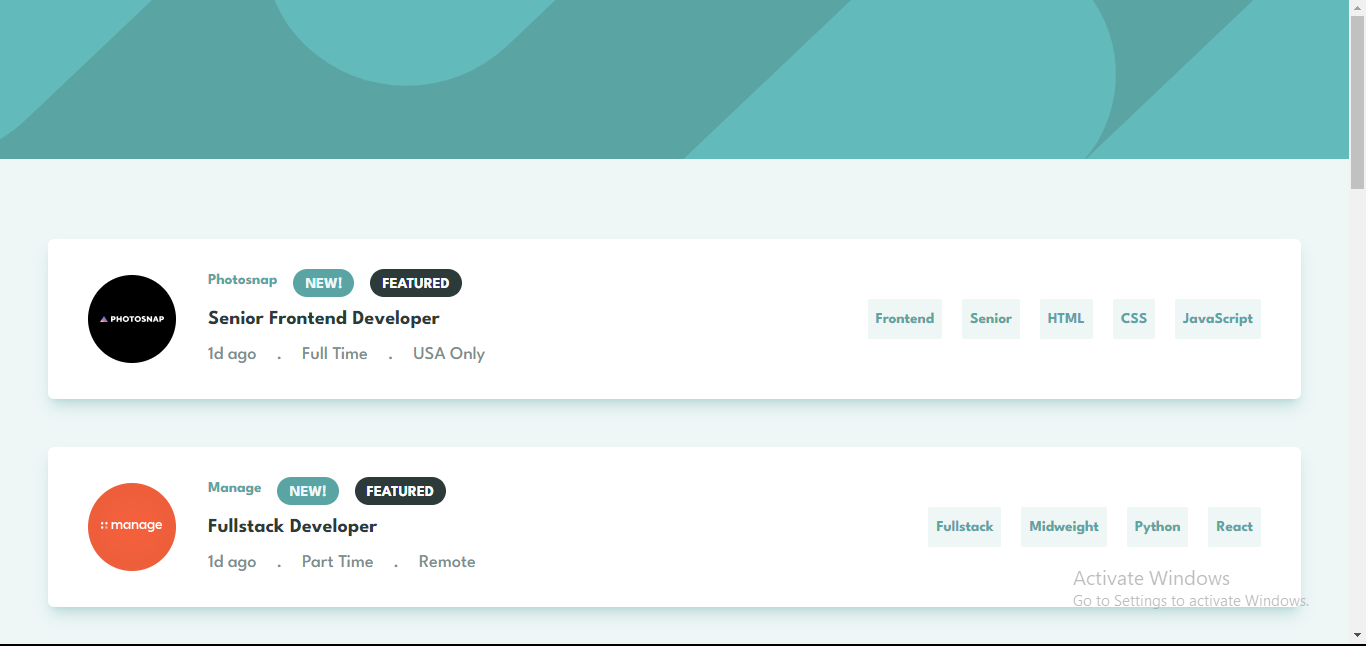 Photosnap NEW! FEATURED
PHOTOSNAP
Senior Frontend Developer
Frontend Senior HTML CSS JavaScript
1d ago . Full Time . USA Only
Manage NEW! FEATURED
manage
Fullstack Developer
Fullstack Midweight Python React
1d ago . Part Time . Remote
Activate Windows
Go to Settings to activate Windows.